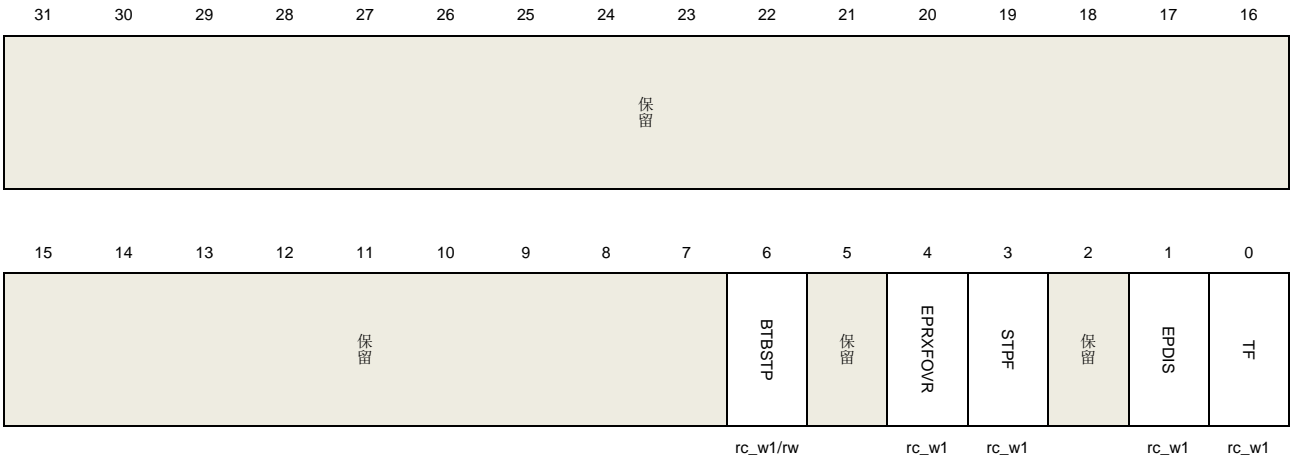 31 30 29 28 27 26 25 24 23 22 21 20 19 18 17 16
保留
15 14 13 12 11 10 9 8 7 6 5 4 3 2 1 0
保留 BTBSTP 保留 EPRXFOVR STPF 保留 EPDIS TF
rc_w1/rw rc_w1 rc_w1 rc_w1 rc_w1